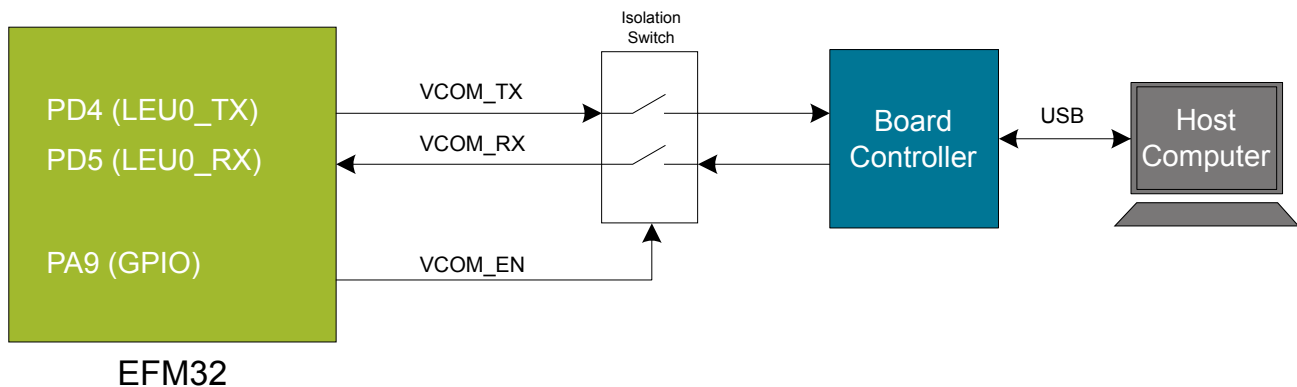 Isolation
Switch
PD4 (LEU0_TX)
VCOM_TX
PD5 (LEU0_RX)
VCOM_RX
Board
Controller
USB
Host
Computer
PA9 (GPIO)
VCOM_EN
EFM32